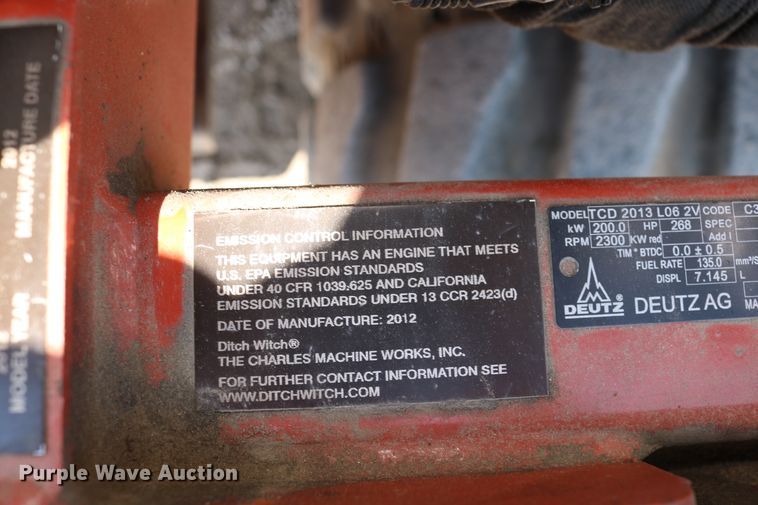 2012 MANUFACTURE DATE
MODEL YEAR
EMISSION CONTROL INFORMATION
THIS EQUIPMENT HAS AN ENGINE THAT MEETS
U.S. EPA EMISSION STANDARDS
UNDER 40 CFR 1039.625 AND CALIFORNIA
EMISSION STANDARDS UNDER 13 CCR 2423(d)
DATE OF MANUFACTURE: 2012
Ditch Witch®
THE CHARLES MACHINE WORKS, INC.
FOR FURTHER CONTACT INFORMATION SEE
WWW.DITCHWITCH.COM
MODEL TCD 2013 L06 2V CODE C3
kW 200.0 HP 268 SPEC
RPM 2300 KW red Add I
TIM ° BTDC 0.0 ± 0.5
FUEL RATE 135.0 mm³/S
DISPL 7.145 L
DEUTZ® DEUTZ AG
MA
Purple Wave Auction